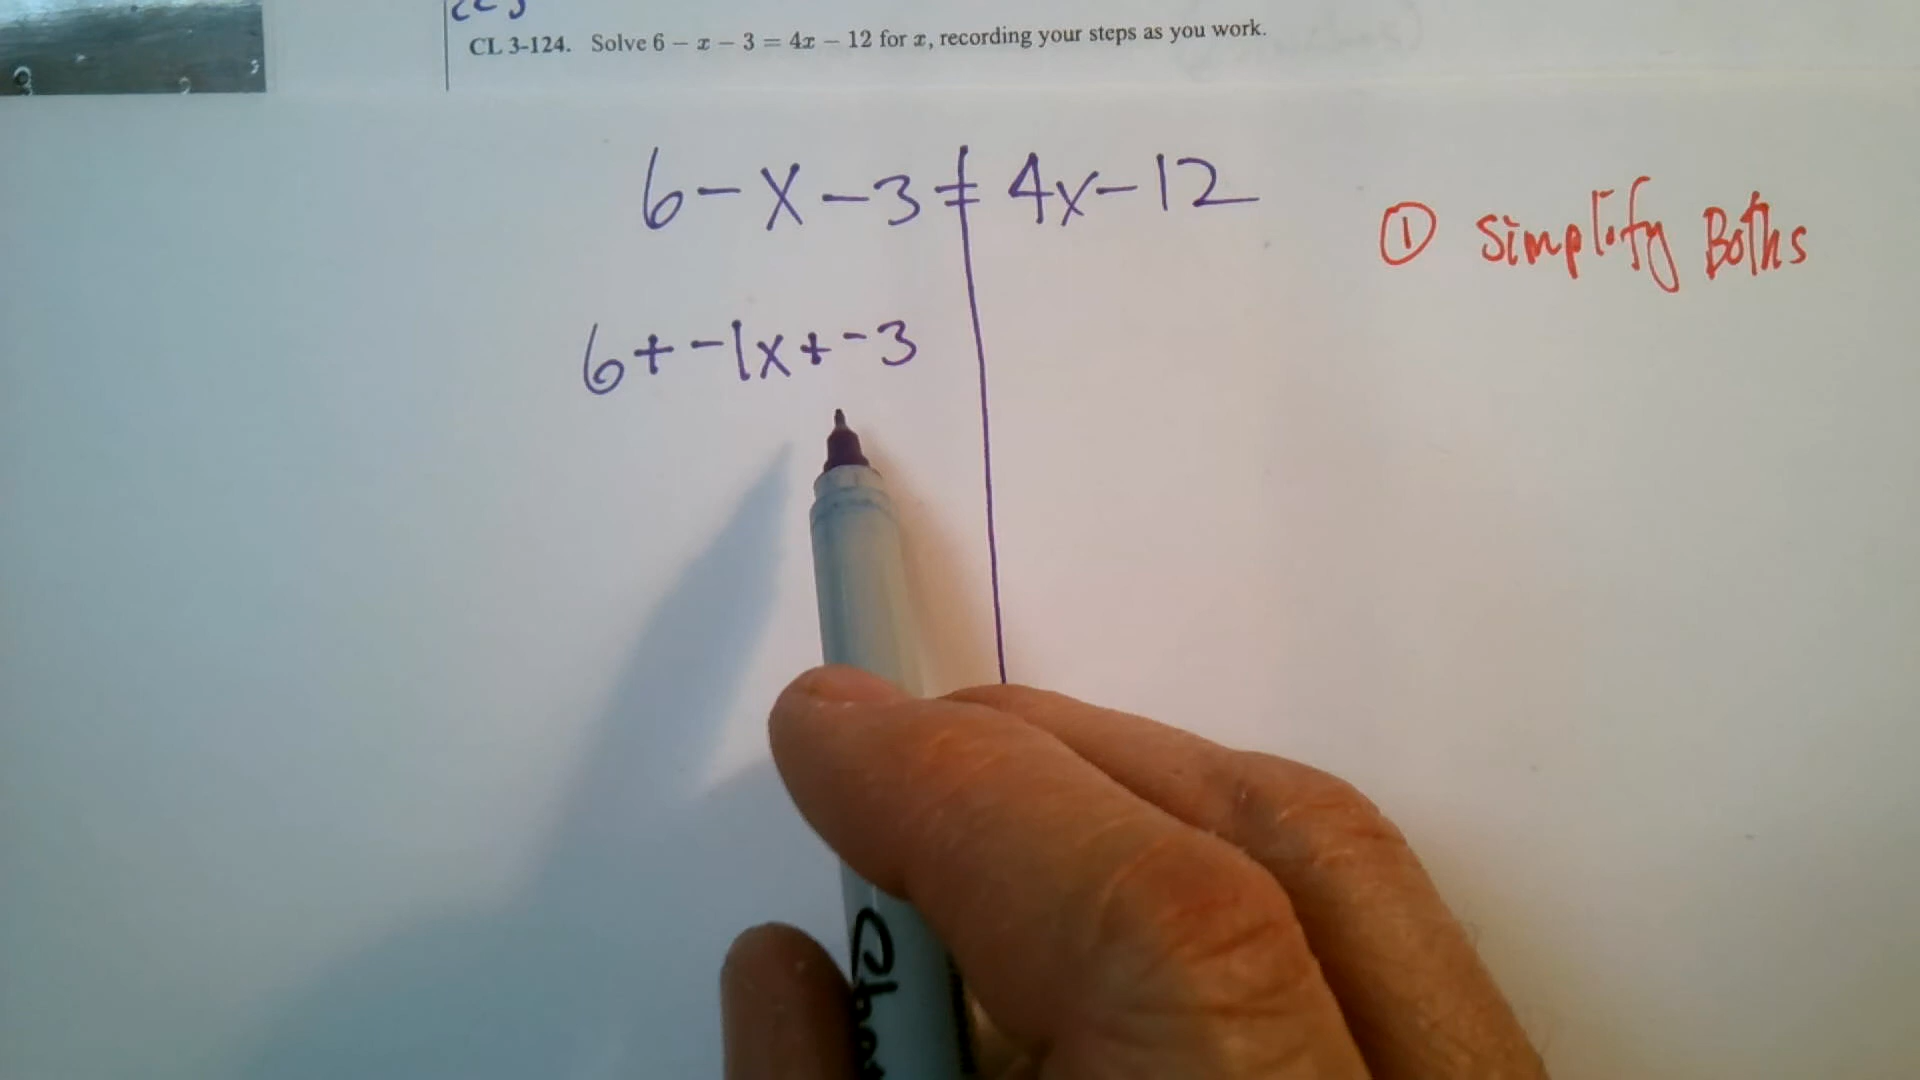 CL 3-124. Solve 6 − x − 3 = 4x − 12 for x, recording your steps as you work.
6 - x - 3 = 4x - 12
① Simplify Boths
6 + -1x + -3